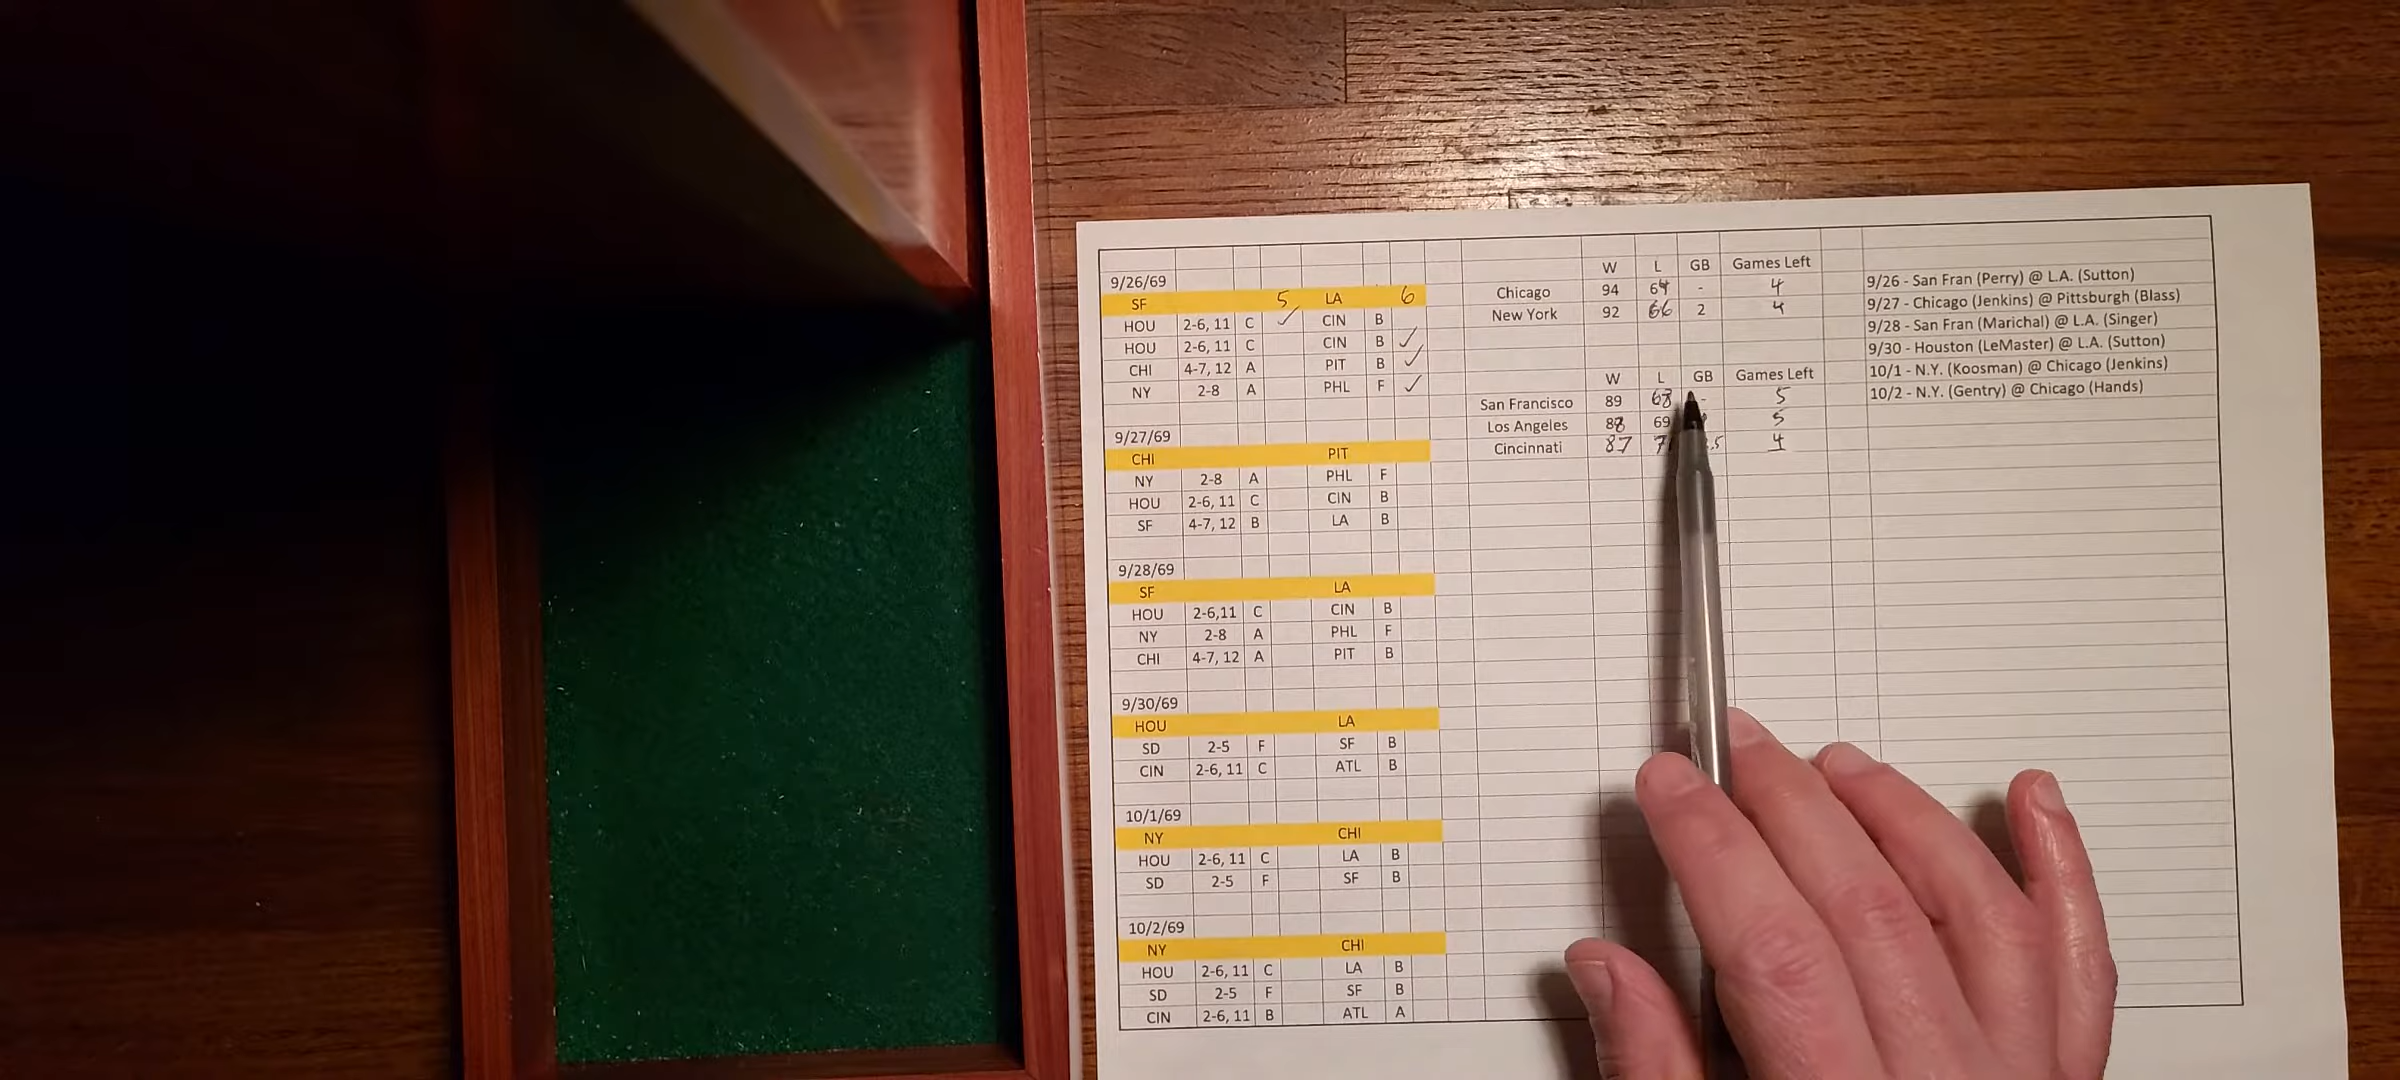 9/26/69
SF 5 LA 6
HOU 2-6, 11 C ✓ CIN B
HOU 2-6, 11 C CIN B ✓
CHI 4-7, 12 A PIT B ✓
NY 2-8 A PHL F ✓
9/27/69
CHI PIT
NY 2-8 A PHL F
HOU 2-6, 11 C CIN B
SF 4-7, 12 B LA B
9/28/69
SF LA
HOU 2-6,11 C CIN B
NY 2-8 A PHL F
CHI 4-7, 12 A PIT B
9/30/69
HOU LA
SD 2-5 F SF B
CIN 2-6, 11 C ATL B
10/1/69
NY CHI
HOU 2-6, 11 C LA B
SD 2-5 F SF B
10/2/69
NY CHI
HOU 2-6, 11 C LA B
SD 2-5 F SF B
CIN 2-6, 11 B ATL A
W L GB Games Left
Chicago 94 64 - 4
New York 92 66 2 4
W L GB Games Left
San Francisco 89 68 - 5
Los Angeles 88 69 5
Cincinnati 87 4
9/26 - San Fran (Perry) @ L.A. (Sutton)
9/27 - Chicago (Jenkins) @ Pittsburgh (Blass)
9/28 - San Fran (Marichal) @ L.A. (Singer)
9/30 - Houston (LeMaster) @ L.A. (Sutton)
10/1 - N.Y. (Koosman) @ Chicago (Jenkins)
10/2 - N.Y. (Gentry) @ Chicago (Hands)